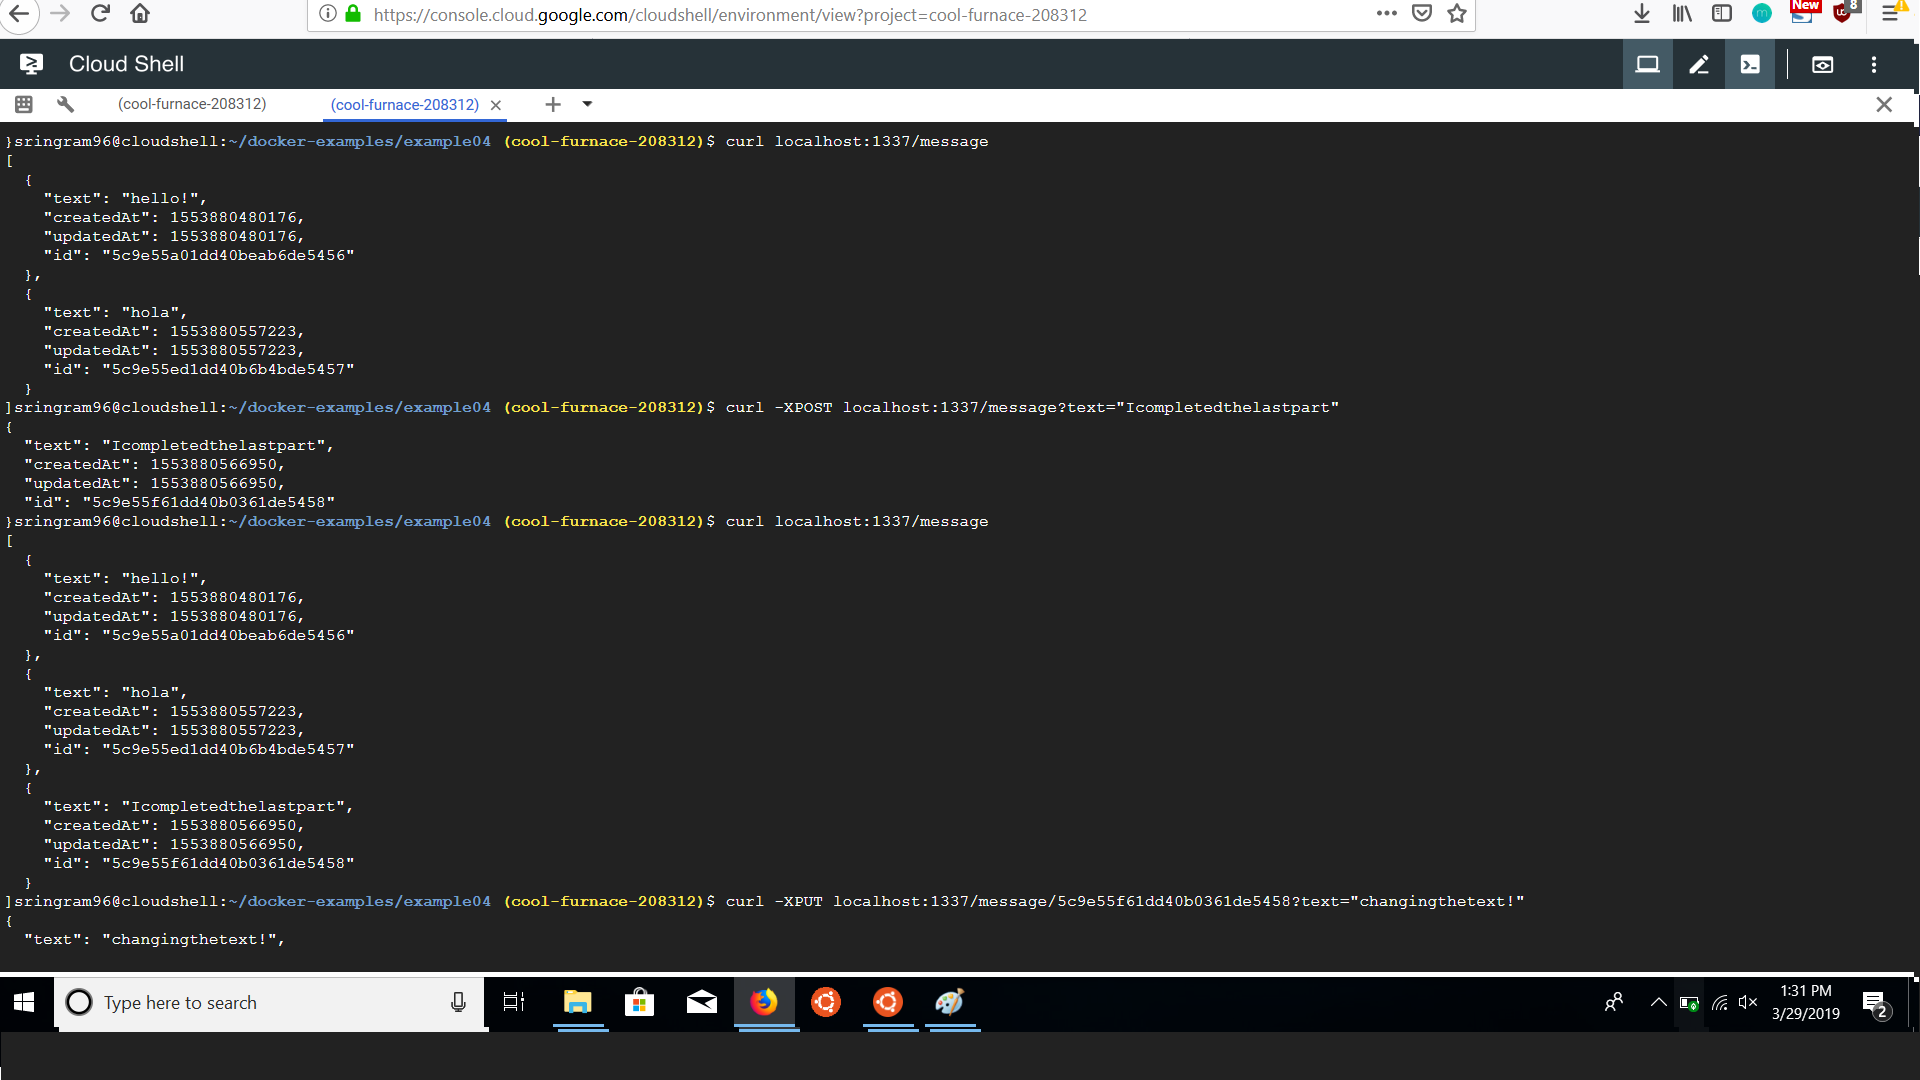 https://console.cloud.google.com/cloudshell/environment/view?project=cool-furnace-208312
New
8
Cloud Shell
(cool-furnace-208312)
(cool-furnace-208312)
}sringram96@cloudshell:~/docker-examples/example04 (cool-furnace-208312)$ curl localhost:1337/message
[
{
"text": "hello!",
"createdAt": 1553880480176,
"updatedAt": 1553880480176,
"id": "5c9e55a01dd40beab6de5456"
},
{
"text": "hola",
"createdAt": 1553880557223,
"updatedAt": 1553880557223,
"id": "5c9e55ed1dd40b6b4bde5457"
}
]sringram96@cloudshell:~/docker-examples/example04 (cool-furnace-208312)$ curl -XPOST localhost:1337/message?text="Icompletedthelastpart"
{
"text": "Icompletedthelastpart",
"createdAt": 1553880566950,
"updatedAt": 1553880566950,
"id": "5c9e55f61dd40b0361de5458"
}sringram96@cloudshell:~/docker-examples/example04 (cool-furnace-208312)$ curl localhost:1337/message
[
{
"text": "hello!",
"createdAt": 1553880480176,
"updatedAt": 1553880480176,
"id": "5c9e55a01dd40beab6de5456"
},
{
"text": "hola",
"createdAt": 1553880557223,
"updatedAt": 1553880557223,
"id": "5c9e55ed1dd40b6b4bde5457"
},
{
"text": "Icompletedthelastpart",
"createdAt": 1553880566950,
"updatedAt": 1553880566950,
"id": "5c9e55f61dd40b0361de5458"
}
]sringram96@cloudshell:~/docker-examples/example04 (cool-furnace-208312)$ curl -XPUT localhost:1337/message/5c9e55f61dd40b0361de5458?text="changingthetext!"
{
"text": "changingthetext!",
Type here to search
1:31 PM
3/29/2019
2